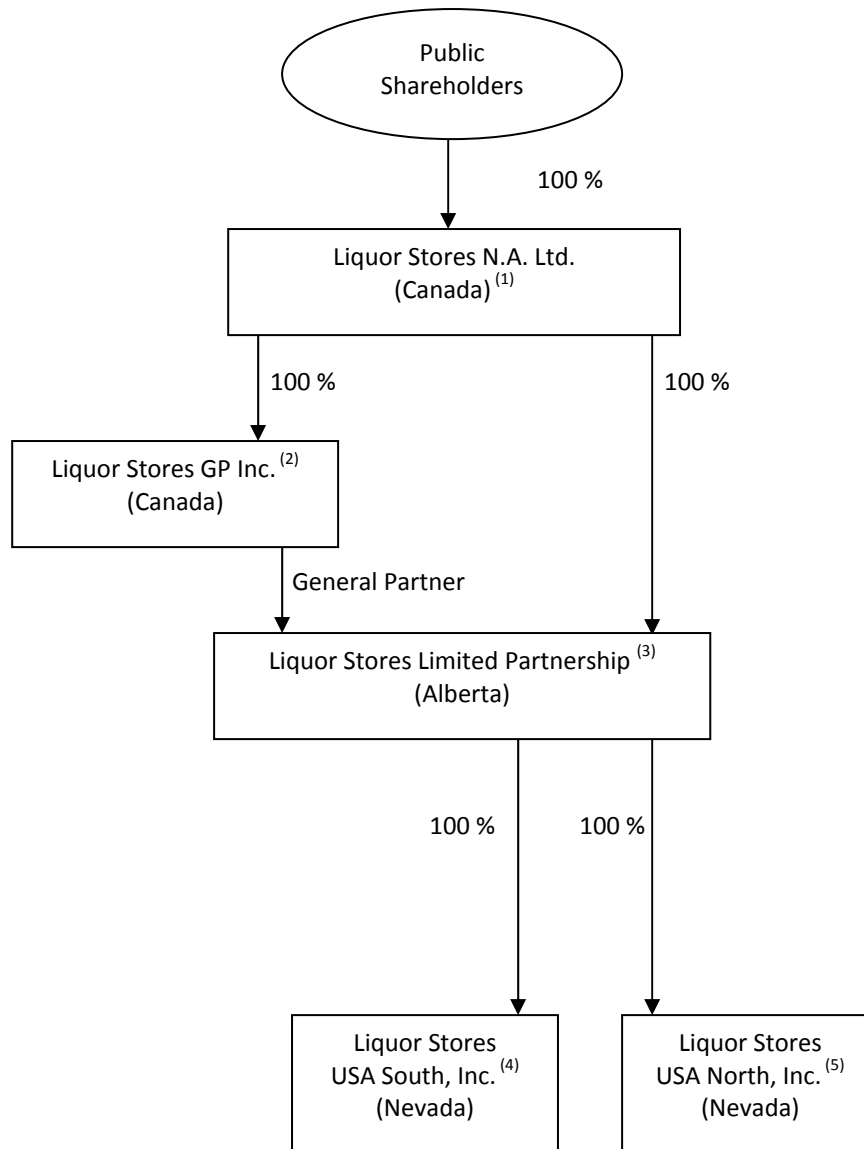 Public
Shareholders
100 %
Liquor Stores N.A. Ltd.
(Canada) (1)
100 %
100 %
Liquor Stores GP Inc. (2)
(Canada)
General Partner
Liquor Stores Limited Partnership (3)
(Alberta)
100 %
100 %
Liquor Stores
USA South, Inc. (4)
(Nevada)
Liquor Stores
USA North, Inc. (5)
(Nevada)